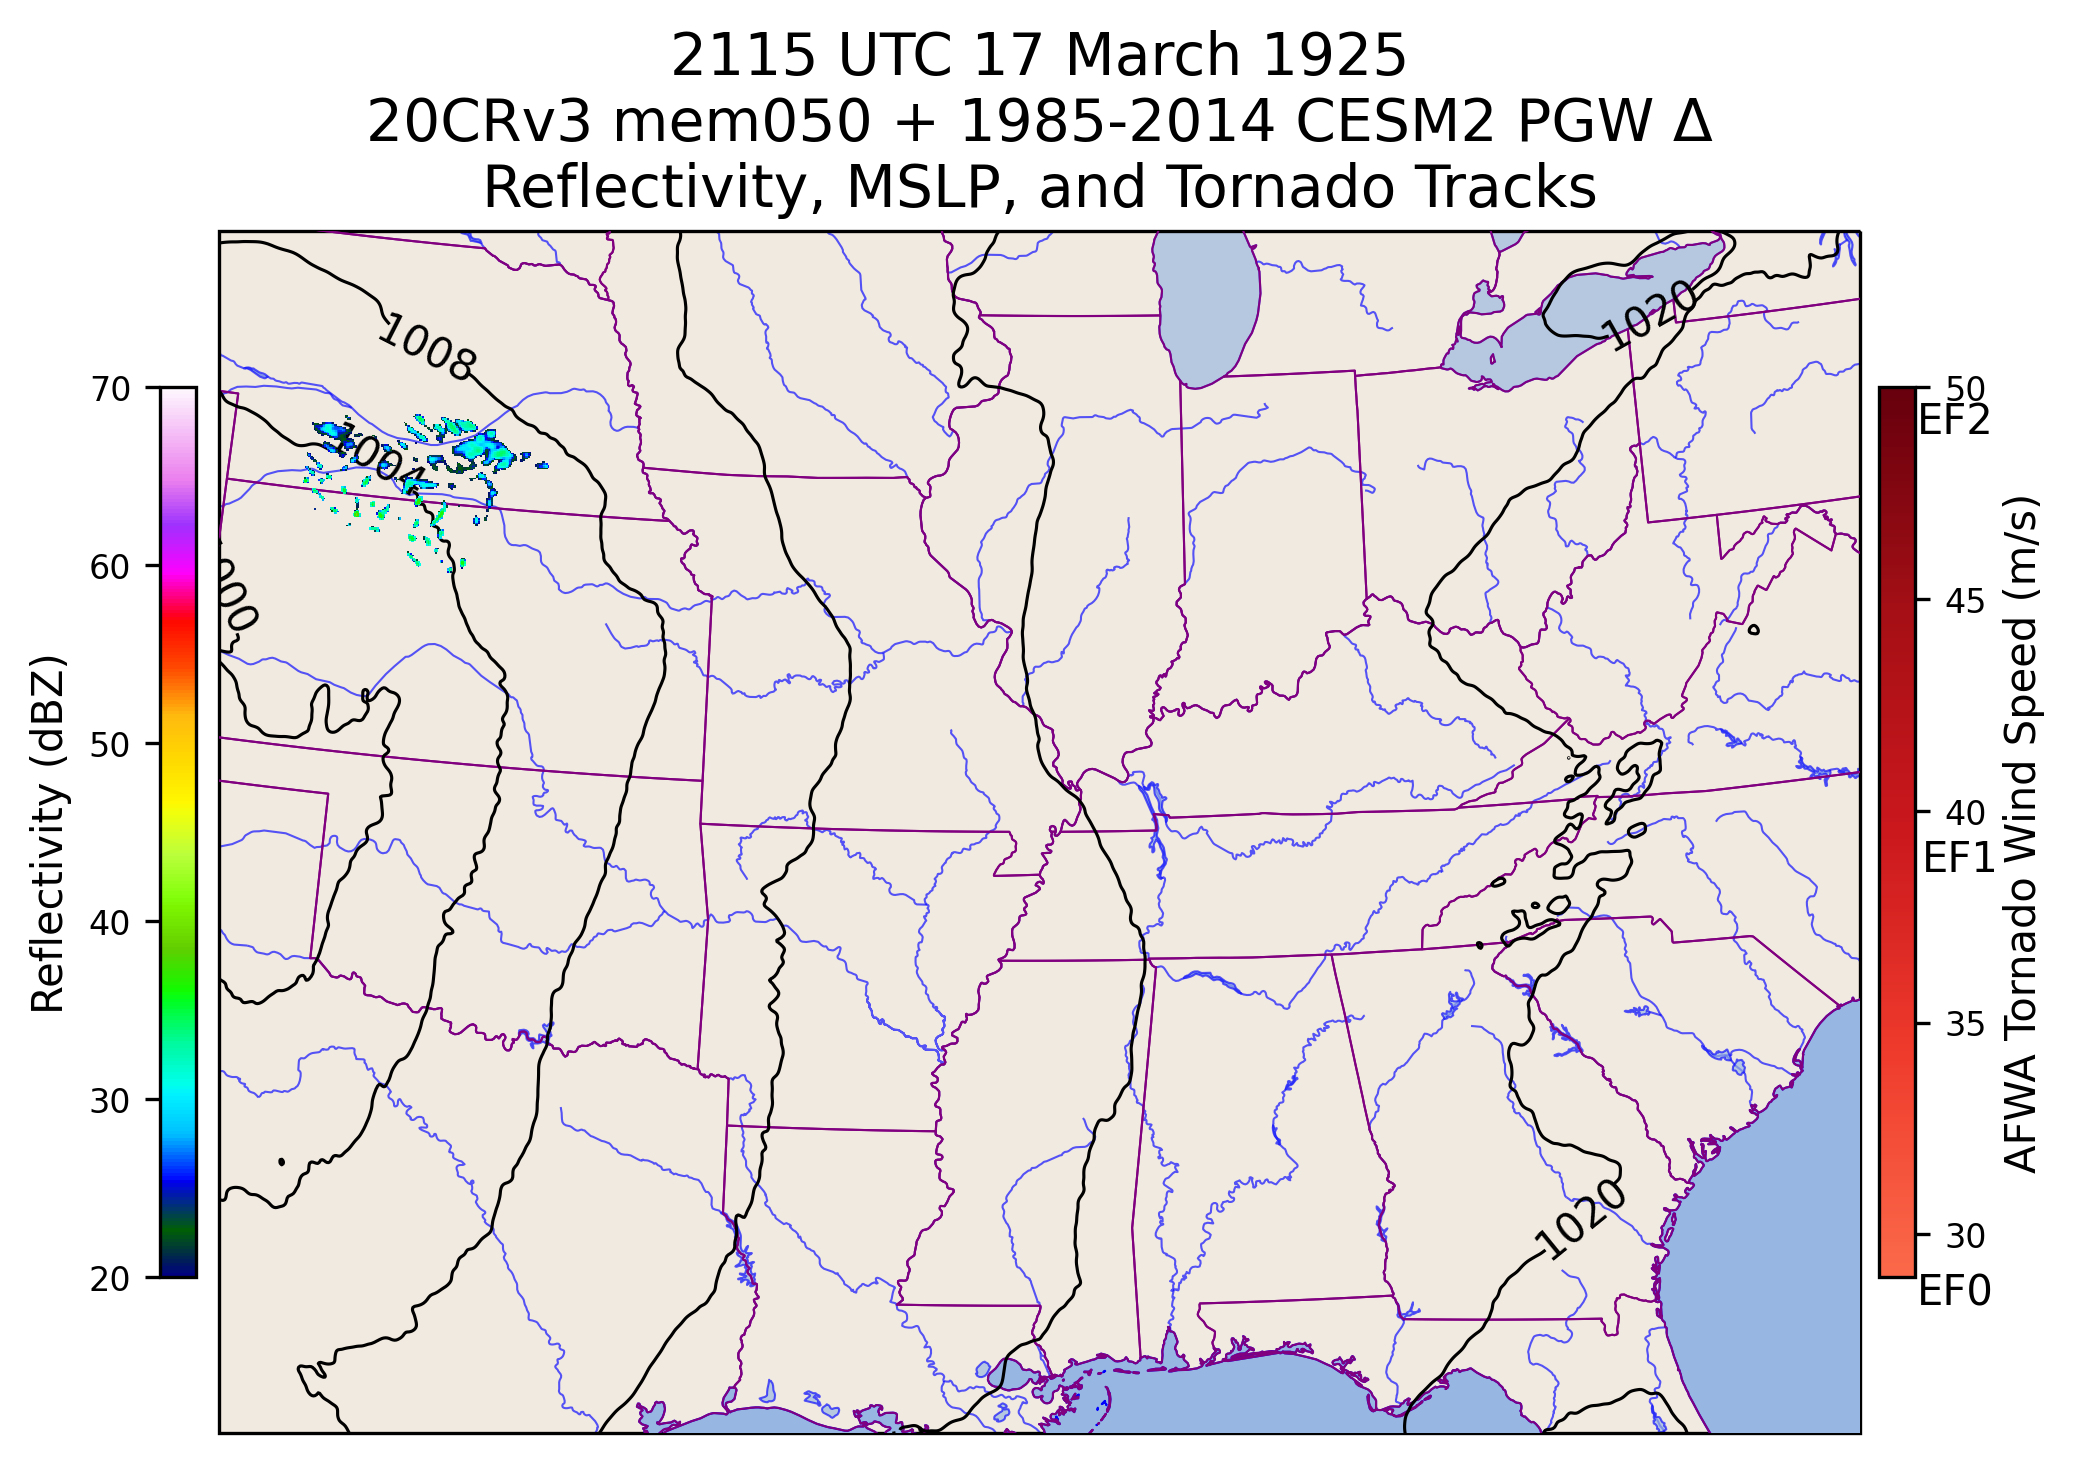 2115 UTC 17 March 1925
20CRv3 mem050 + 1985-2014 CESM2 PGW Δ
Reflectivity, MSLP, and Tornado Tracks
1008
1004
1020
1020
70
60
50
40
30
20
Reflectivity (dBZ)
50
EF2
45
40
EF1
35
30
EF0
AFWA Tornado Wind Speed (m/s)